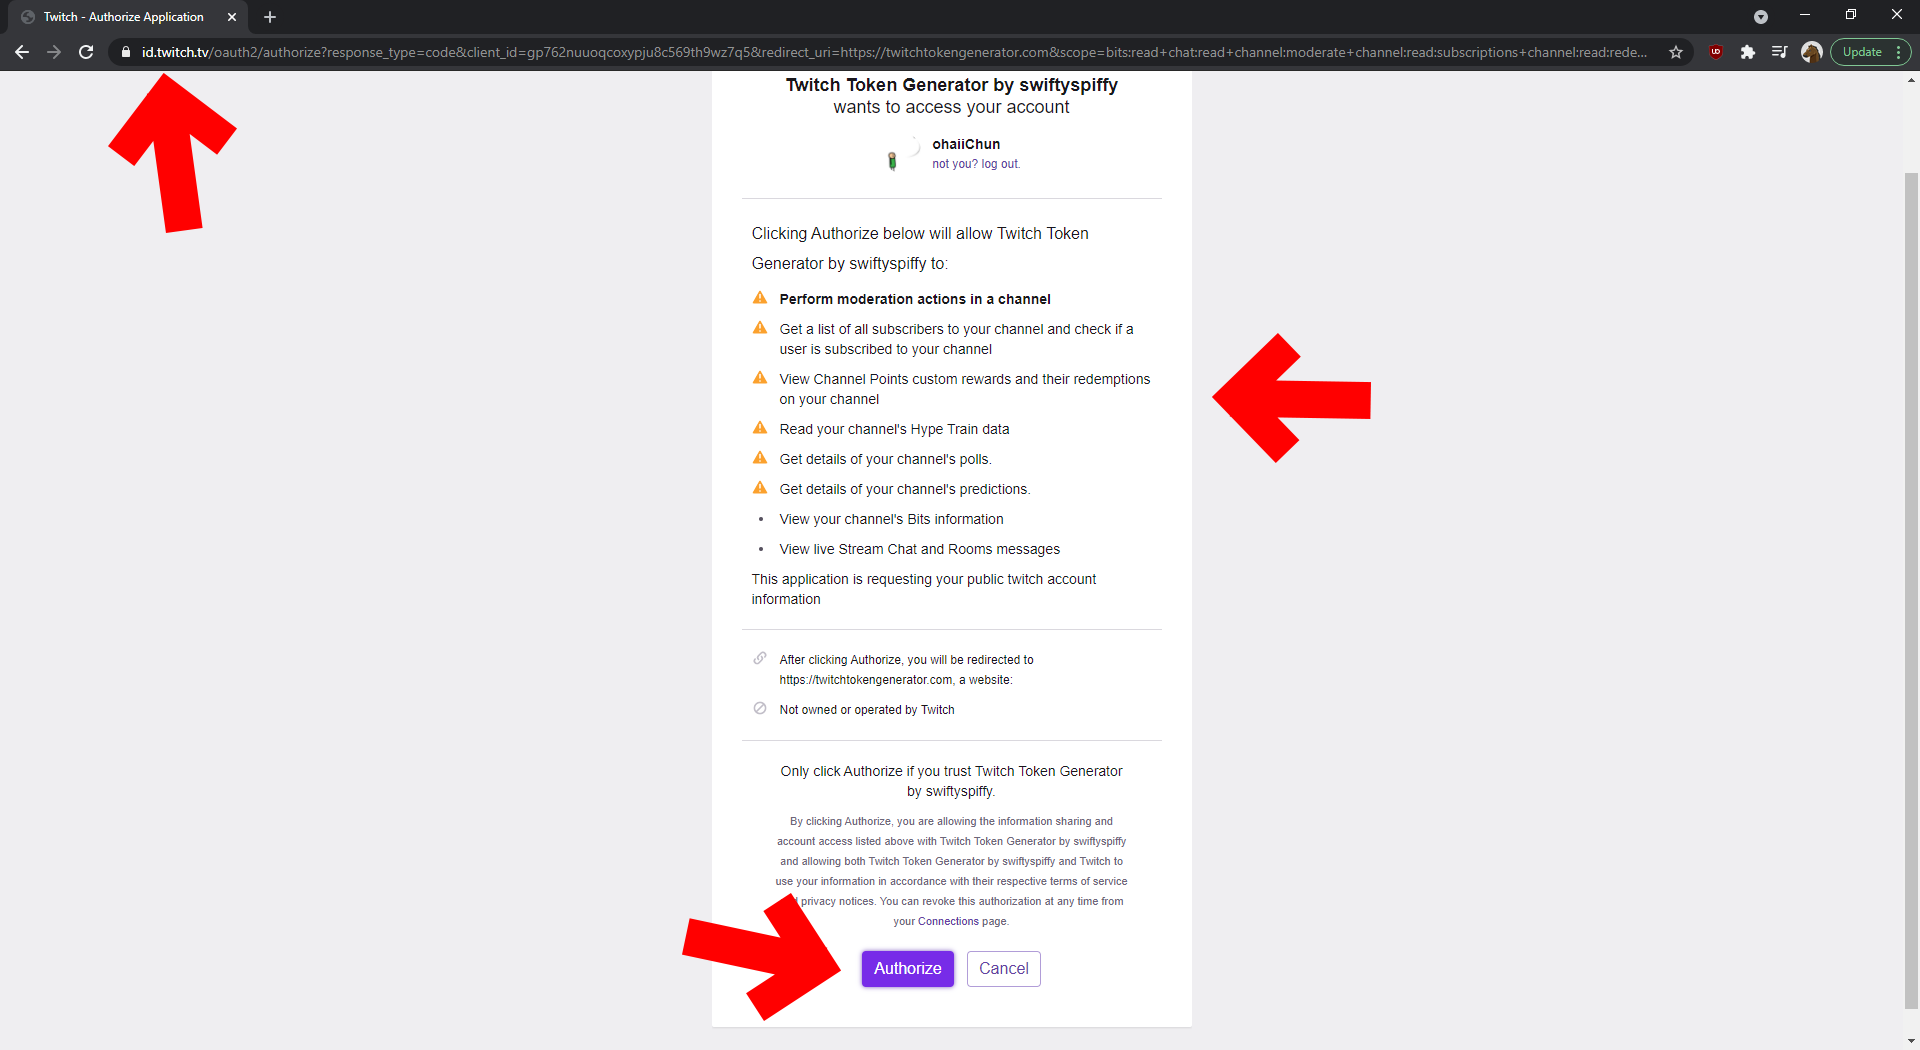 Twitch - Authorize Application
id.twitch.tv/oauth2/authorize?response_type=code&client_id=gp762nuuoqcoxypju8c569th9wz7q5&redirect_uri=https://twitchtokengenerator.com&scope=bits:read+chat:read+channel:moderate+channel:read:subscriptions+channel:read:rede...
Update
Twitch Token Generator by swiftyspiffy
wants to access your account
ohaiiChun
not you? log out.
Clicking Authorize below will allow Twitch Token
Generator by swiftyspiffy to:
Perform moderation actions in a channel
Get a list of all subscribers to your channel and check if a
user is subscribed to your channel
View Channel Points custom rewards and their redemptions
on your channel
Read your channel's Hype Train data
Get details of your channel's polls.
Get details of your channel's predictions.
• View your channel's Bits information
• View live Stream Chat and Rooms messages
This application is requesting your public twitch account
information
After clicking Authorize, you will be redirected to
https://twitchtokengenerator.com, a website:
Not owned or operated by Twitch
Only click Authorize if you trust Twitch Token Generator
by swiftyspiffy.
By clicking Authorize, you are allowing the information sharing and
account access listed above with Twitch Token Generator by swiftyspiffy
and allowing both Twitch Token Generator by swiftyspiffy and Twitch to
use your information in accordance with their respective terms of service
privacy notices. You can revoke this authorization at any time from
your Connections page.
Authorize Cancel